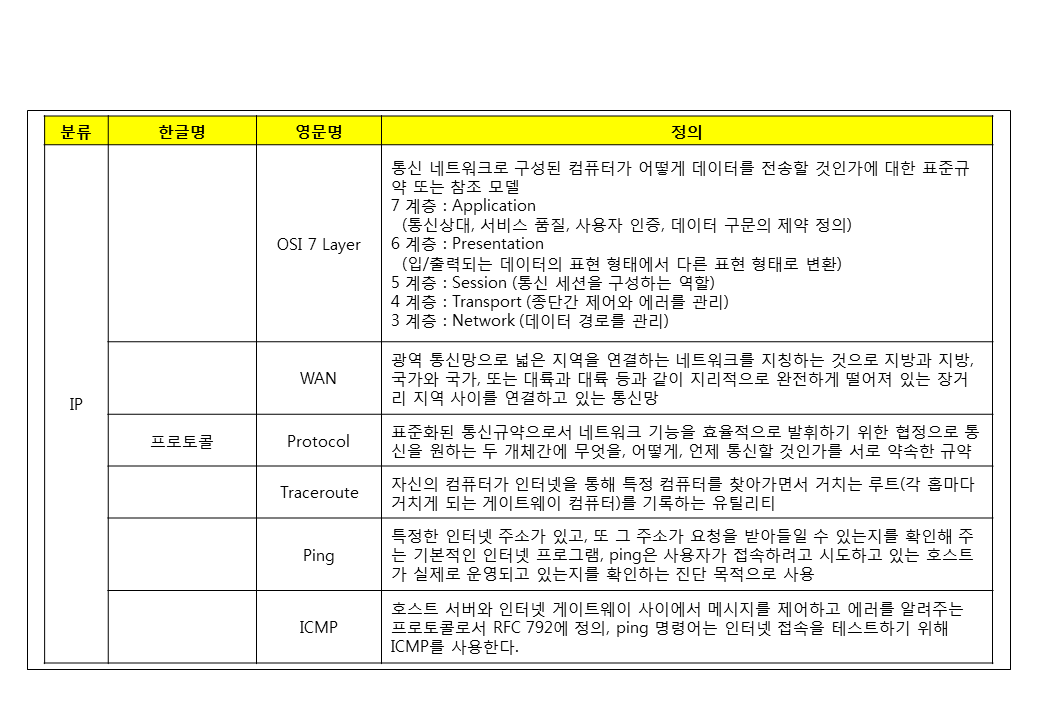 분류 한글명 영문명 정의
IP
OSI 7 Layer
통신 네트워크로 구성된 컴퓨터가 어떻게 데이터를 전송할 것인가에 대한 표준규
약 또는 참조 모델
7 계층 : Application
(통신상대, 서비스 품질, 사용자 인증, 데이터 구문의 제약 정의)
6 계층 : Presentation
(입/출력되는 데이터의 표현 형태에서 다른 표현 형태로 변환)
5 계층 : Session (통신 세션을 구성하는 역할)
4 계층 : Transport (종단간 제어와 에러를 관리)
3 계층 : Network (데이터 경로를 관리)
WAN
광역 통신망으로 넓은 지역을 연결하는 네트워크를 지칭하는 것으로 지방과 지방,
국가와 국가, 또는 대륙과 대륙 등과 같이 지리적으로 완전하게 떨어져 있는 장거
리 지역 사이를 연결하고 있는 통신망
프로토콜 Protocol
표준화된 통신규약으로서 네트워크 기능을 효율적으로 발휘하기 위한 협정으로 통
신을 원하는 두 개체간에 무엇을, 어떻게, 언제 통신할 것인가를 서로 약속한 규약
Traceroute
자신의 컴퓨터가 인터넷을 통해 특정 컴퓨터를 찾아가면서 거치는 루트(각 홉마다
거치게 되는 게이트웨이 컴퓨터)를 기록하는 유틸리티
Ping
특정한 인터넷 주소가 있고, 또 그 주소가 요청을 받아들일 수 있는지를 확인해 주
는 기본적인 인터넷 프로그램, ping은 사용자가 접속하려고 시도하고 있는 호스트
가 실제로 운영되고 있는지를 확인하는 진단 목적으로 사용
ICMP
호스트 서버와 인터넷 게이트웨이 사이에서 메시지를 제어하고 에러를 알려주는
프로토콜로서 RFC 792에 정의, ping 명령어는 인터넷 접속을 테스트하기 위해
ICMP를 사용한다.